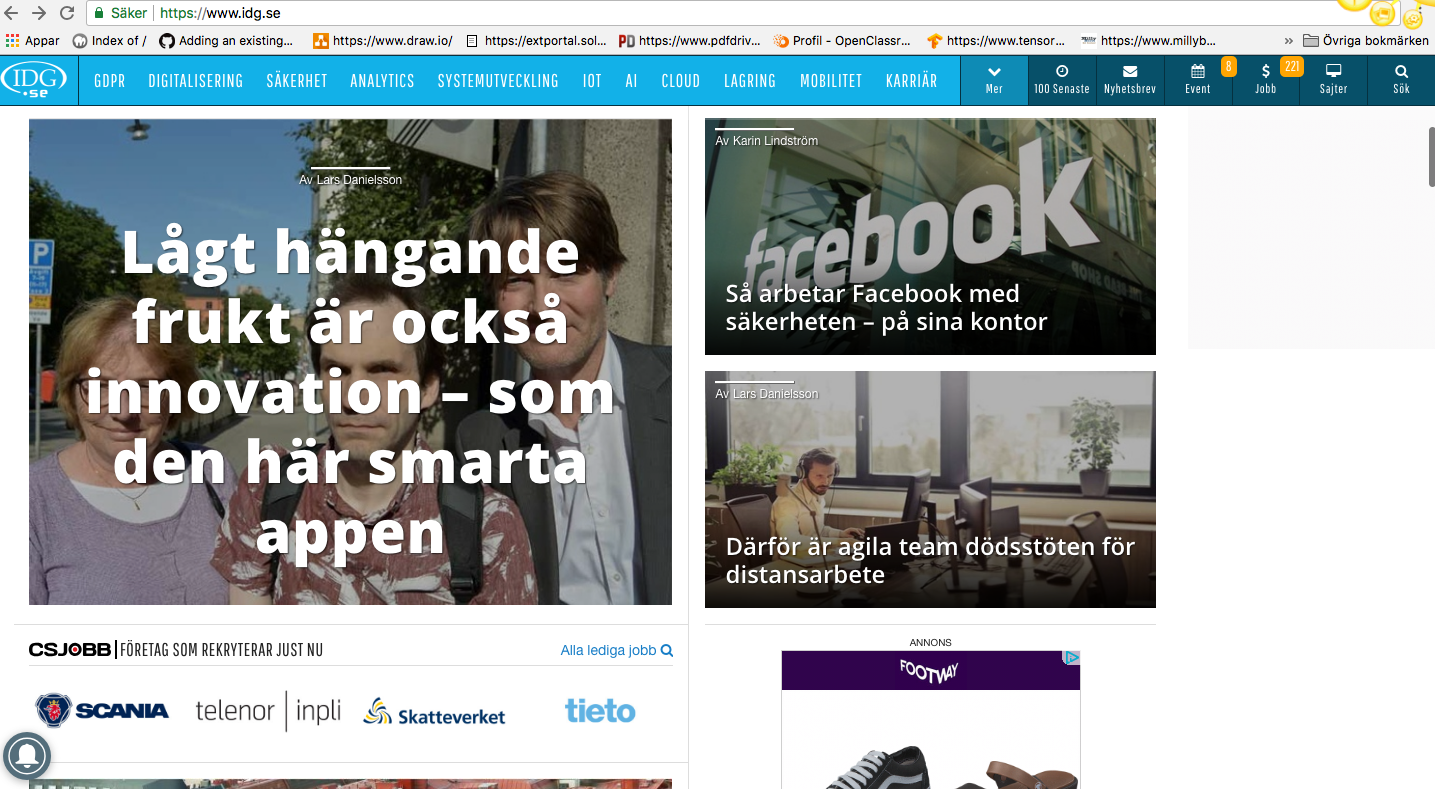 Säker
https://www.idg.se
Appar
Index of /
Adding an existing...
https://www.draw.io/
https://extportal.sol...
https://www.pdfdriv...
Profil - OpenClassr...
https://www.tensor...
https://www.millyb...
»
Övriga bokmärken
IDG
.se
GDPR
DIGITALISERING
SÄKERHET
ANALYTICS
SYSTEMUTVECKLING
IOT
AI
CLOUD
LAGRING
MOBILITET
KARRIÄR
Mer
100 Senaste
Nyhetsbrev
8
Event
221
Jobb
Sajter
Sök
Av Lars Danielsson
Lågt hängande
frukt är också
innovation – som
den här smarta
appen
P
Av Karin Lindström
facebook
Så arbetar Facebook med
säkerheten – på sina kontor
Av Lars Danielsson
Därför är agila team dödsstöten för
distansarbete
CSJOBB
FÖRETAG SOM REKRYTERAR JUST NU
Alla lediga jobb
SCANIA
telenor | inpli
Skatteverket
tieto
ANNONS
FOOTWAY